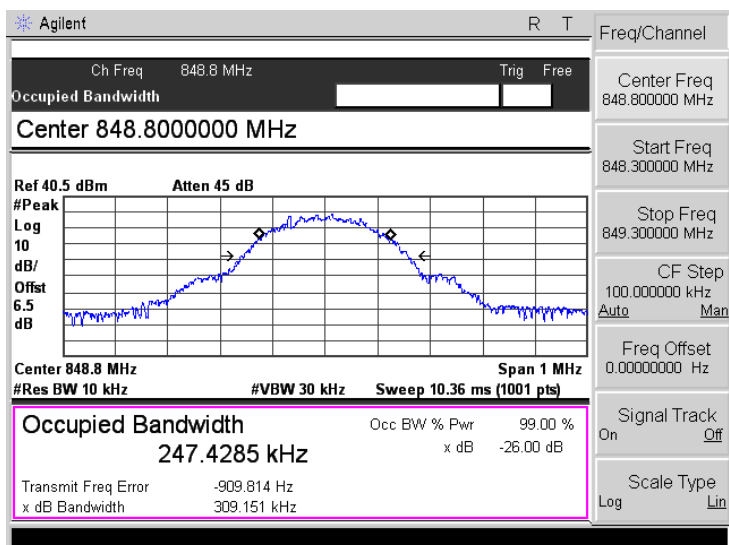 Agilent R T
Ch Freq 848.8 MHz Trig Free
Occupied Bandwidth
Center 848.8000000 MHz
Ref 40.5 dBm Atten 45 dB
#Peak
Log
10
dB/
Offst
6.5
dB
Center 848.8 MHz Span 1 MHz
#Res BW 10 kHz #VBW 30 kHz Sweep 10.36 ms (1001 pts)
Occupied Bandwidth Occ BW % Pwr 99.00 %
247.4285 kHz x dB -26.00 dB
Transmit Freq Error -909.814 Hz
x dB Bandwidth 309.151 kHz
Freq/Channel
Center Freq
848.800000 MHz
Start Freq
848.300000 MHz
Stop Freq
849.300000 MHz
CF Step
100.000000 kHz
Auto Man
Freq Offset
0.00000000 Hz
Signal Track
On Off
Scale Type
Log Lin